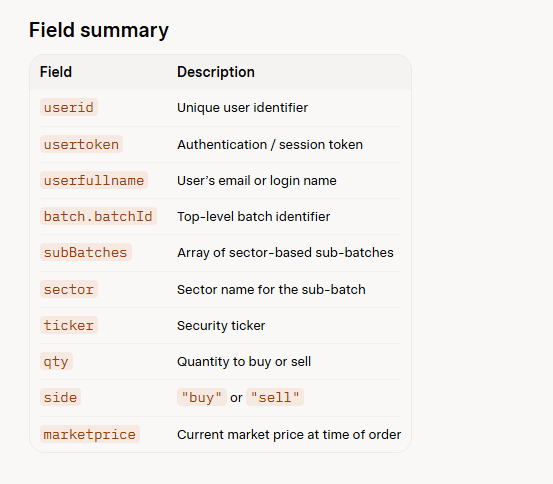 Field summary
Field Description
userid Unique user identifier
usertoken Authentication / session token
userfullname User’s email or login name
batch.batchId Top-level batch identifier
subBatches Array of sector-based sub-batches
sector Sector name for the sub-batch
ticker Security ticker
qty Quantity to buy or sell
side "buy" or "sell"
marketprice Current market price at time of order